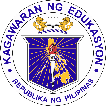 KAGAWARAN NG EDUKASYON
REPUBLIKA NG PILIPINAS